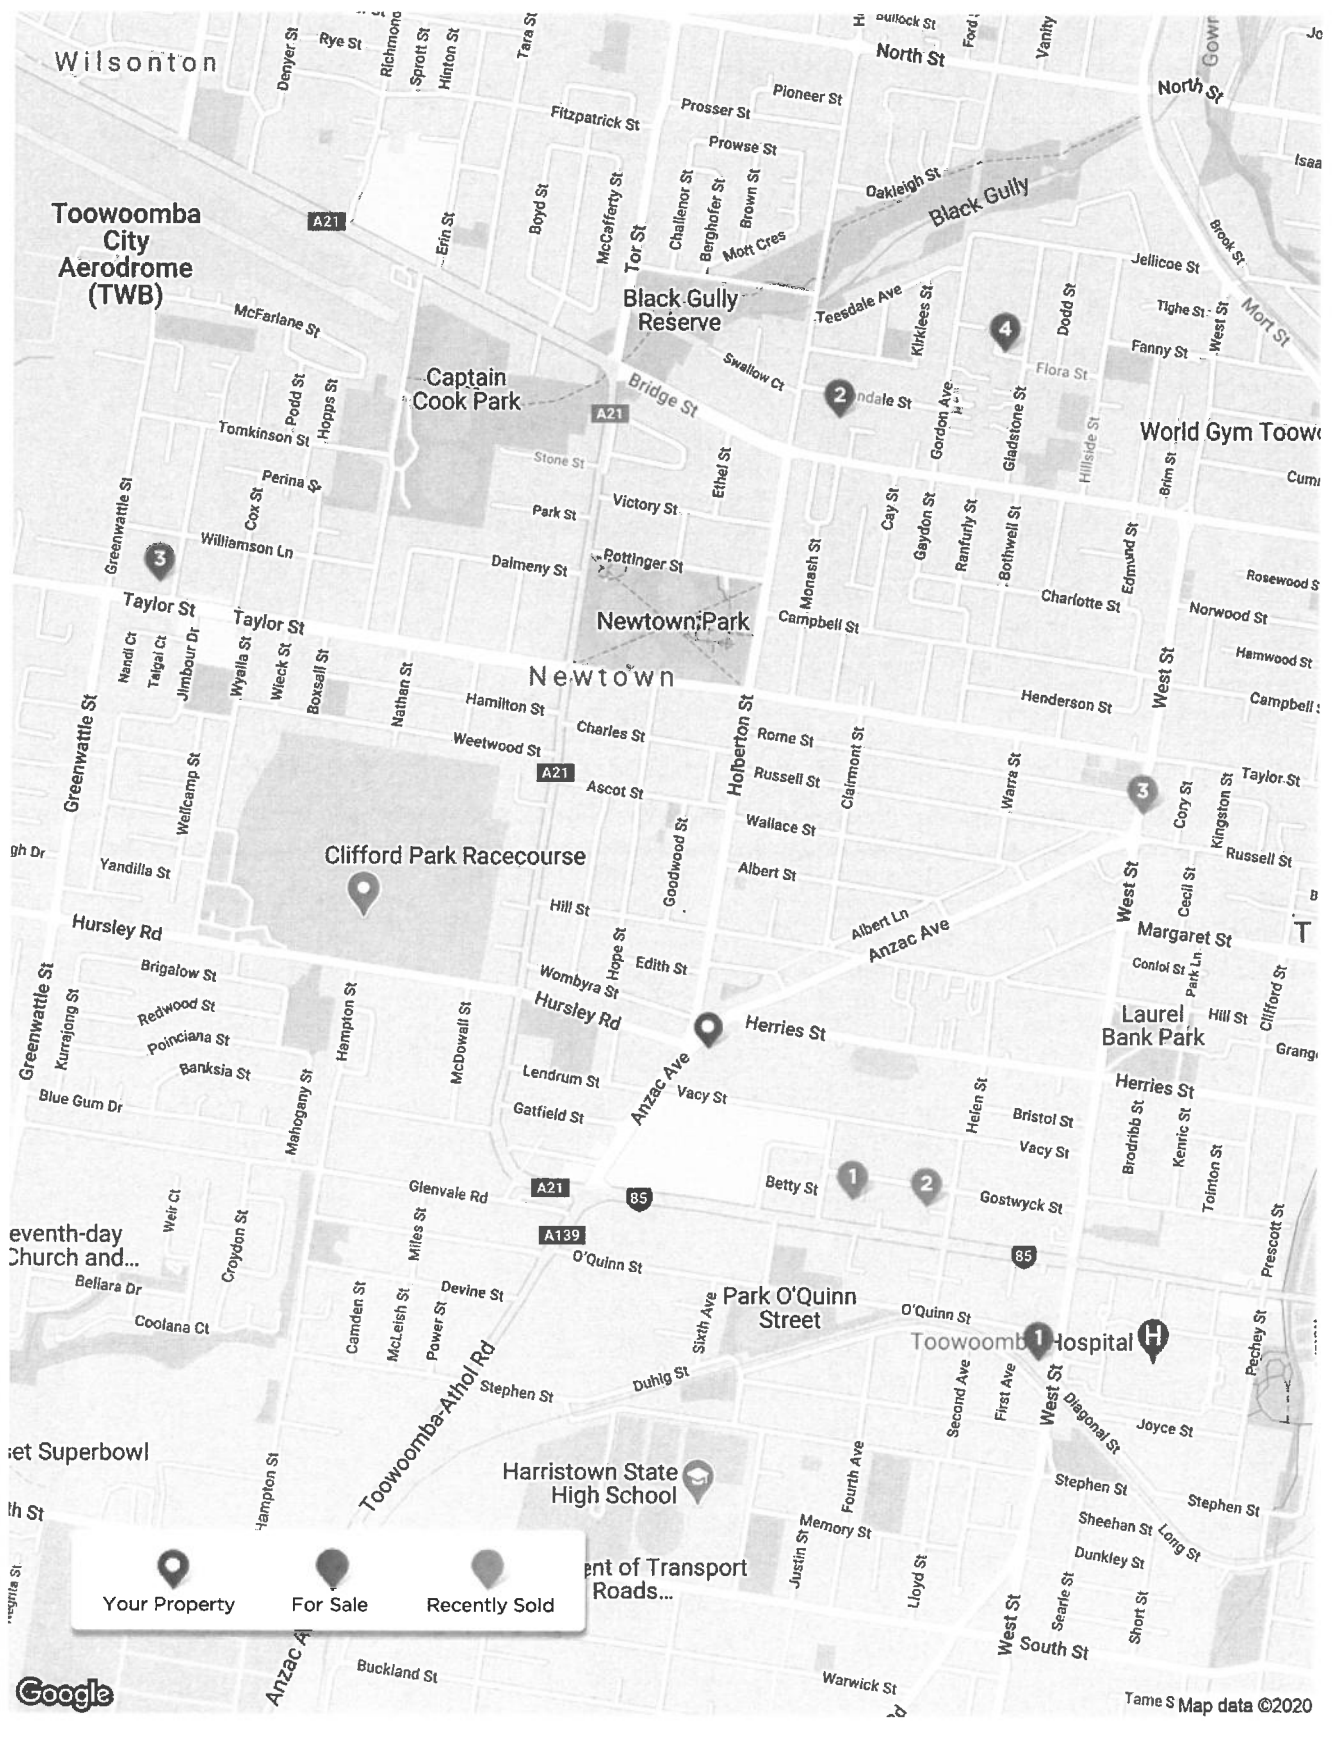 Bullock St
Rye St
Denyer St
Richmond
Sprott St
Hinton St
Tara St
North St
Ford
Vanity
Gown
Wilsonton
North St
Pioneer St
Fitzpatrick St
Prosser St
Prowse St
Isaa
Oakleigh St
Black Gully
Toowoomba
City
Aerodrome
(TWB)
A21
Erin St
Boyd St
McCafferty St
Tor St
Challenor St
Berghofer St
Brown St
Mott Cres
Brook St
Jellicoe St
Black Gully
Reserve
Teesdale Ave
Kirklees St
4
Dodd St
Tighe St
West St
Mort St
McFarlane St
Fanny St
Swallow Ct
Flora St
Captain
Cook Park
Bridge St
A21
2
ndale St
Podd St
Hopps St
Gordon Ave
Gladstone St
Hillside St
World Gym Toow
Tomkinson St
Stone St
Ethel St
Brim St
Perina St
Cox St
Greenwattle St
Park St
Victory St
Cay St
Gaydon St
Ranfurly St
Bothwell St
Edmund St
Williamson Ln
3
Dalmeny St
Pottinger St
Monash St
Rosewood S
Charlotte St
Norwood St
Taylor St
Taylor St
Newtown Park
Campbell St
Hamwood St
Nandi Ct
Talgai Ct
Jimbour Dr
Wyalla St
Wieck St
Boxsall St
Nathan St
Newtown
West St
Henderson St
Campbell
Hamilton St
Greenwattle St
Charles St
Holberton St
Rome St
Weetwood St
A21
Russell St
Clairmont St
Warra St
Taylor St
Ascot St
3
Cory St
Kingston St
Wellcamp St
Wallace St
Russell St
gh Dr
Yandilla St
Clifford Park Racecourse
Goodwood St
Albert St
West St
Cecil St
Hill St
Albert Ln
Anzac Ave
Margaret St
T
Hursley Rd
Hope St
Edith St
Conloi St
Park Ln
Clifford St
Brigalow St
Wombyra St
Hursley Rd
Greenwattle St
Kurrajong St
Redwood St
Hampton St
McDowall St
Herries St
Laurel
Bank Park
Hill St
Poinciana St
Grang
Banksia St
Lendrum St
Anzac Ave
Vacy St
Herries St
Blue Gum Dr
Mahogany St
Gatfield St
Helen St
Bristol St
Brodribb St
Kenric St
Vacy St
Tointon St
Glenvale Rd
A21
85
Betty St
1
2
Gostwyck St
Weir Ct
Croydon St
Miles St
A139
Prescott St
eventh-day
Church and...
O'Quinn St
85
Bellara Dr
Devine St
Camden St
McLeish St
Power St
Sixth Ave
Park O'Quinn
Street
O'Quinn St
Coolana Ct
Toowoomb
1
Hospital
H
Pechey St
Toowoomba-Athol Rd
Stephen St
Duhig St
Second Ave
First Ave
West St
Diagonal St
Joyce St
et Superbowl
Harristown State
High School
Fourth Ave
Stephen St
Stephen St
Hampton St
th St
Memory St
Sheehan St
Long St
Justin St
Dunkley St
ent of Transport
Roads...
Lloyd St
Searle St
Short St
Your Property
For Sale
Recently Sold
West St
South St
Anzac A
Buckland St
Warwick St
Google
Tame S
Map data ©2020